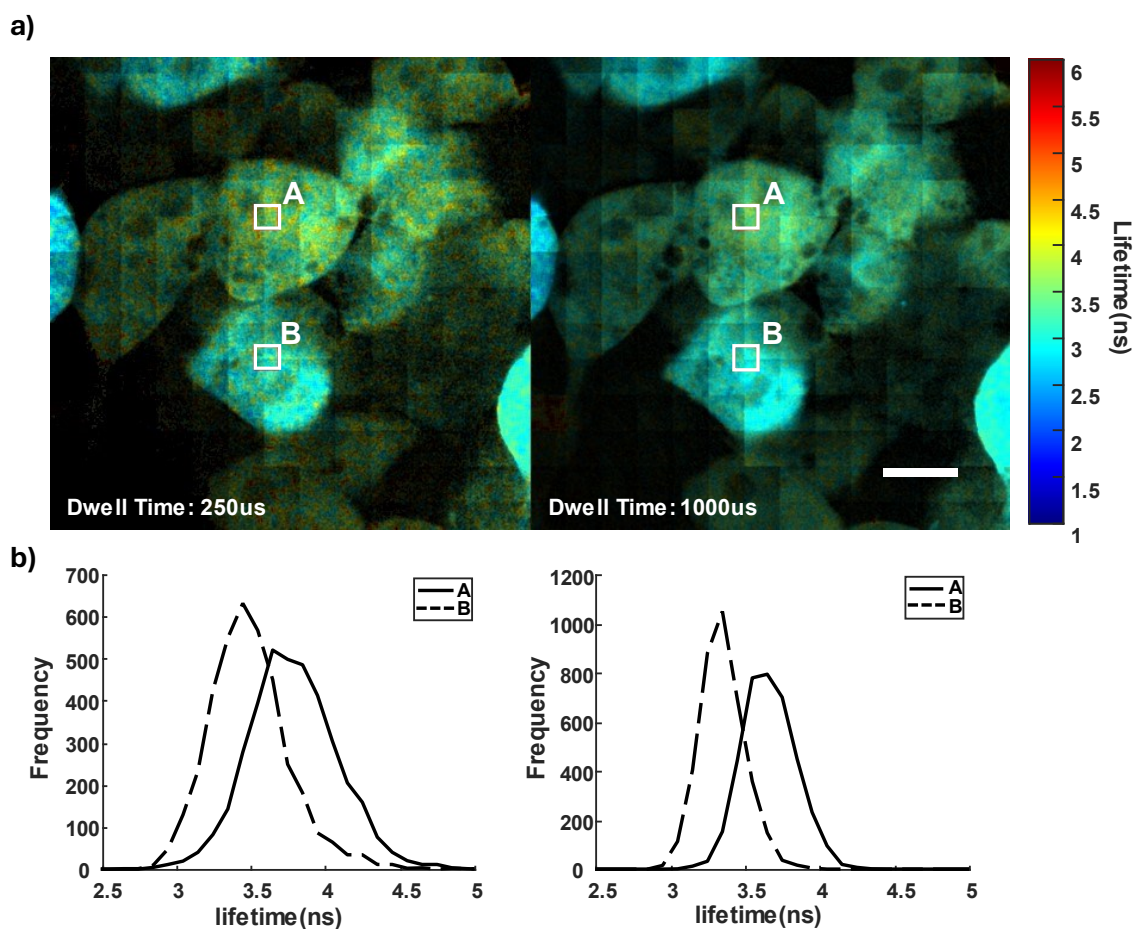 a)
A
A
B
B
Dwell Time: 250us
Dwell Time: 1000us
6
5.5
5
4.5
4
3.5
3
2.5
2
1.5
1
Lifetime(ns)
b)
700
600
500
400
300
200
100
0
2.5 3 3.5 4 4.5 5
Frequency
lifetime(ns)
A
B
1200
1000
800
600
400
200
0
2.5 3 3.5 4 4.5 5
Frequency
lifetime(ns)
A
B